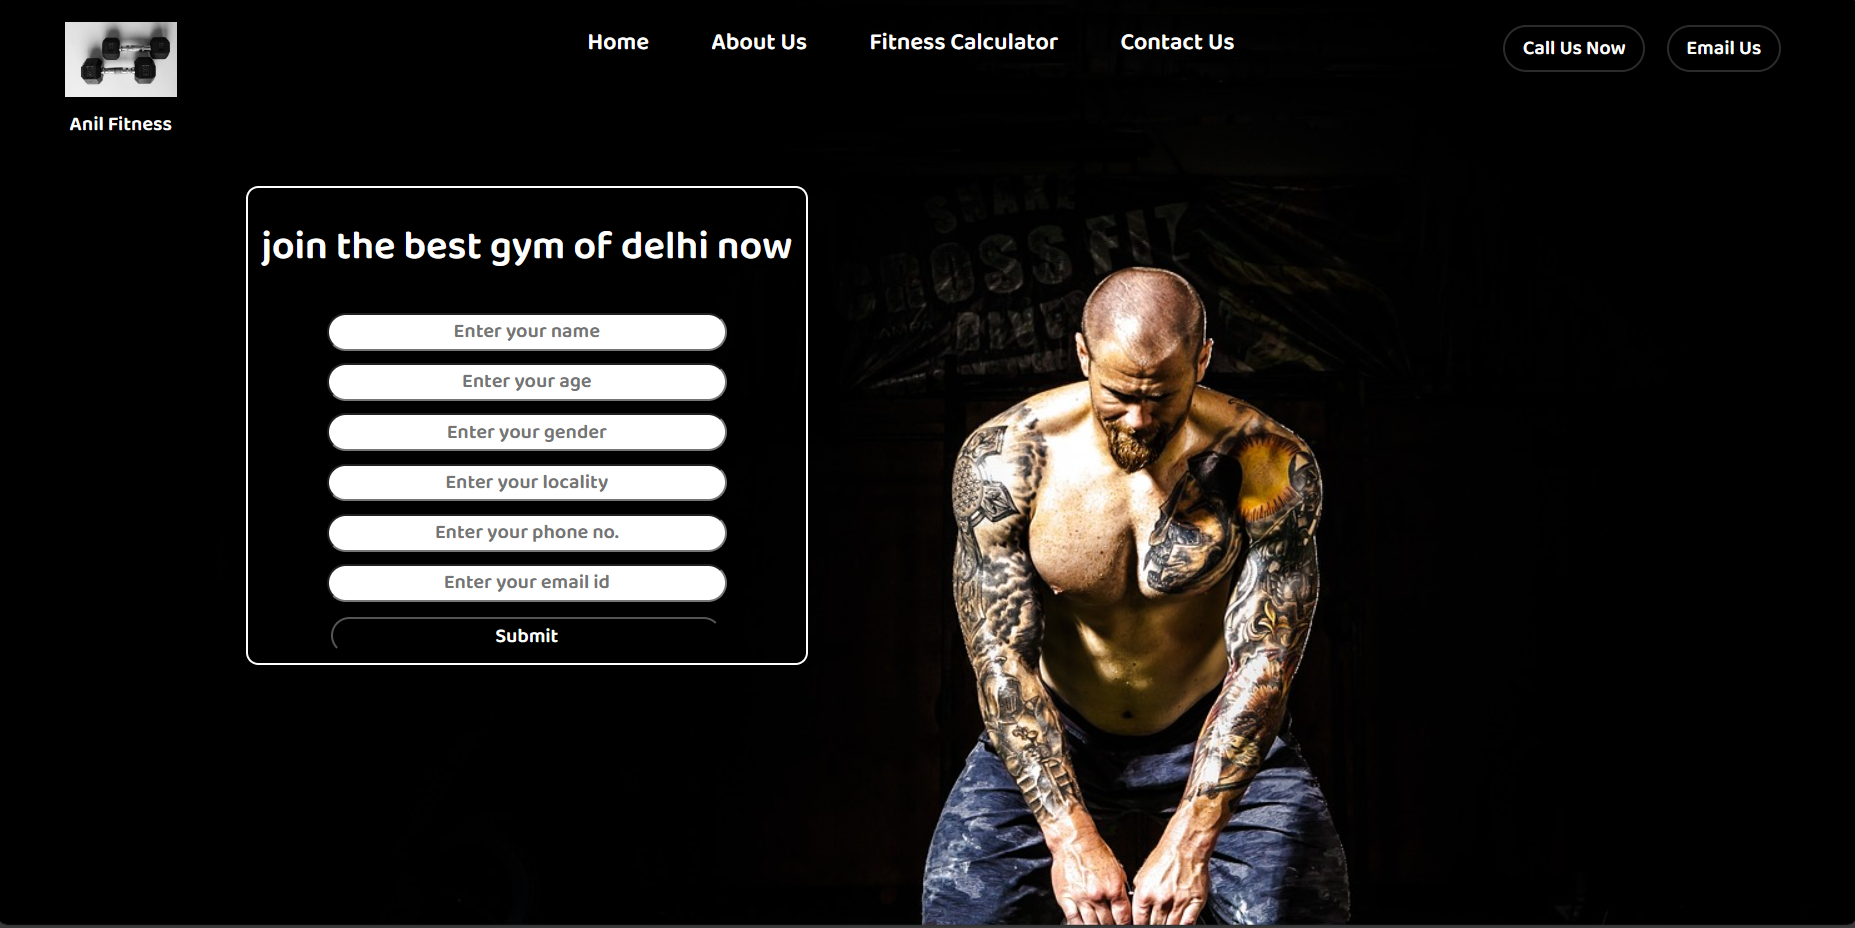 Home About Us Fitness Calculator Contact Us
Call Us Now Email Us
Anil Fitness
join the best gym of delhi now
Enter your name
Enter your age
Enter your gender
Enter your locality
Enter your phone no.
Enter your email id
Submit
SNAKE
CROSS FIT